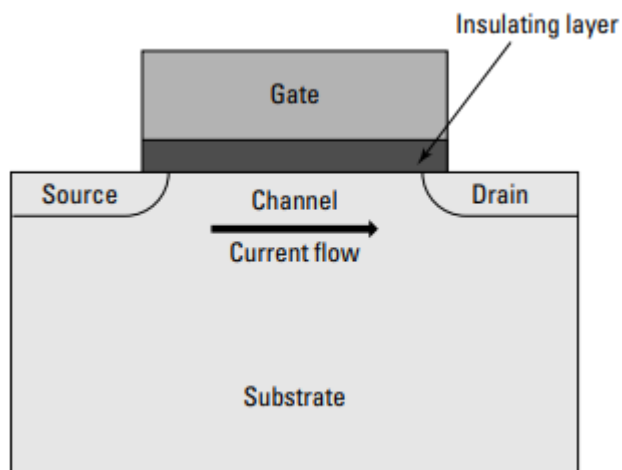 Insulating layer
Gate
Source
Channel
Drain
Current flow
Substrate